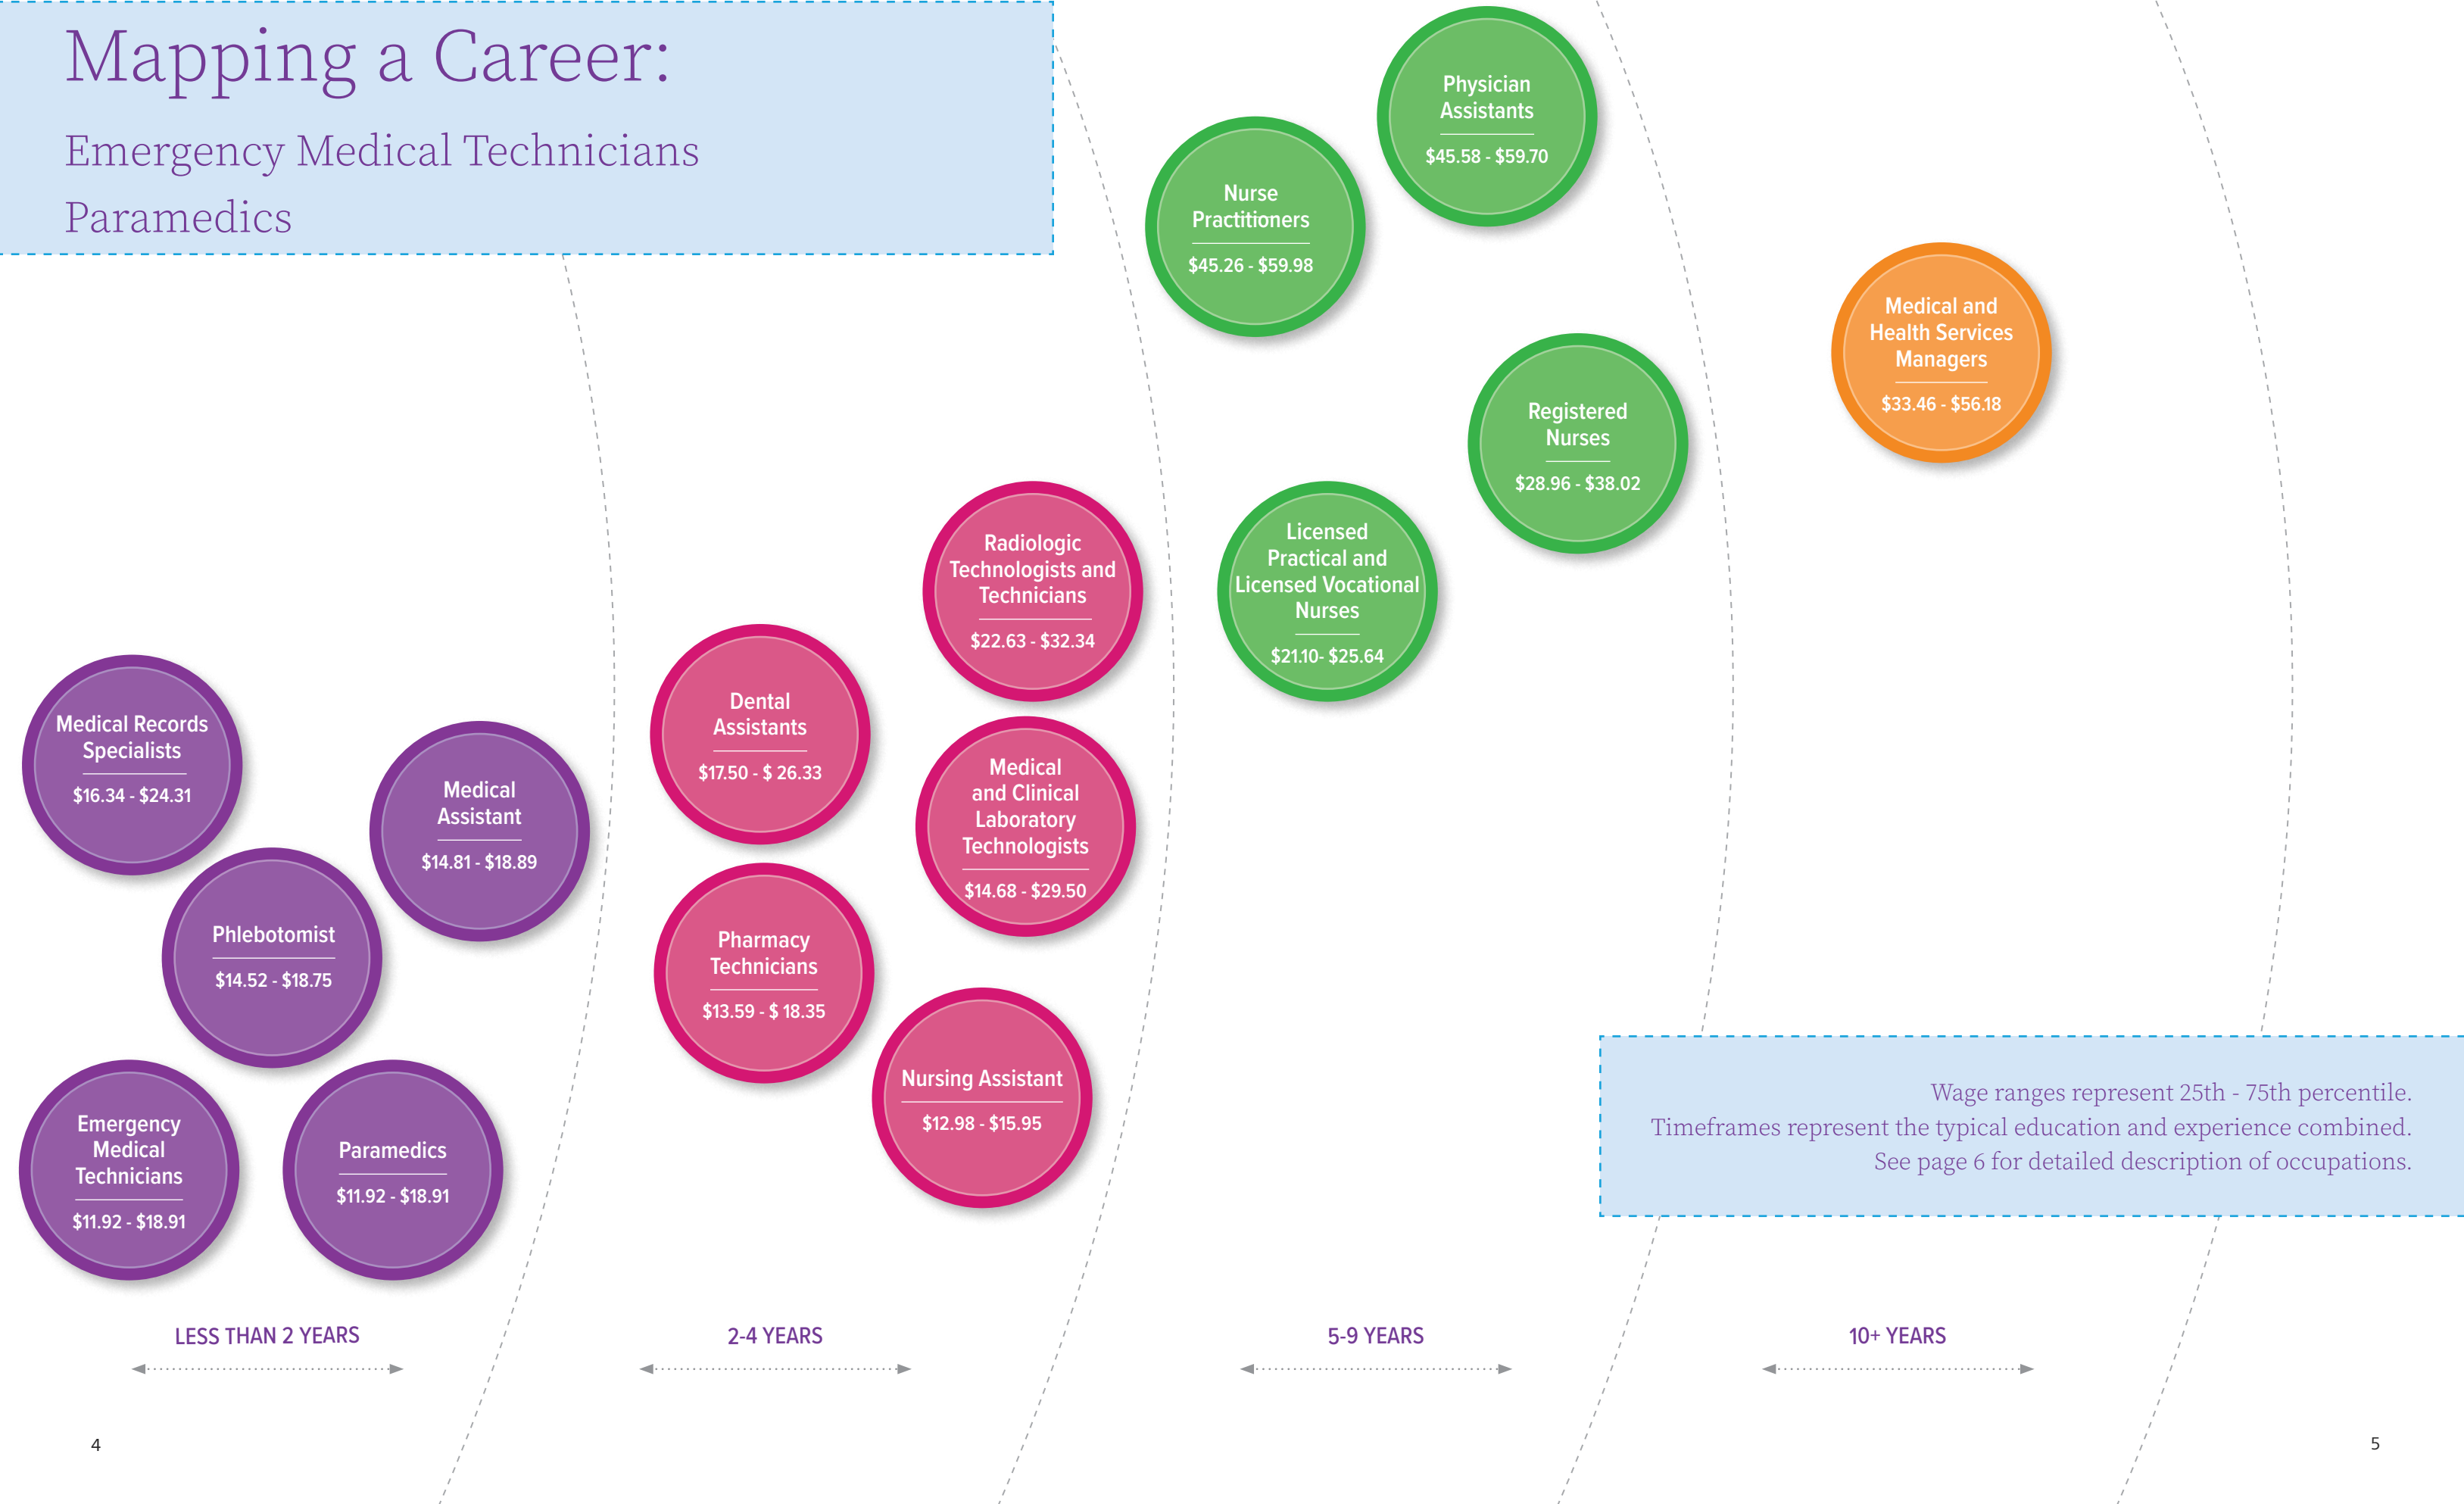 Mapping a Career:
Emergency Medical Technicians
Paramedics
Medical Records
Specialists
$16.34 - $24.31
Medical
Assistant
$14.81 - $18.89
Phlebotomist
$14.52 - $18.75
Emergency
Medical
Technicians
$11.92 - $18.91
Paramedics
$11.92 - $18.91
Radiologic
Technologists and
Technicians
$22.63 - $32.34
Dental
Assistants
$17.50 - $ 26.33
Medical
and Clinical
Laboratory
Technologists
$14.68 - $29.50
Pharmacy
Technicians
$13.59 - $ 18.35
Nursing Assistant
$12.98 - $15.95
Physician
Assistants
$45.58 - $59.70
Nurse
Practitioners
$45.26 - $59.98
Registered
Nurses
$28.96 - $38.02
Licensed
Practical and
Licensed Vocational
Nurses
$21.10- $25.64
Medical and
Health Services
Managers
$33.46 - $56.18
Wage ranges represent 25th - 75th percentile.
Timeframes represent the typical education and experience combined.
See page 6 for detailed description of occupations.
LESS THAN 2 YEARS
2-4 YEARS
5-9 YEARS
10+ YEARS
4
5